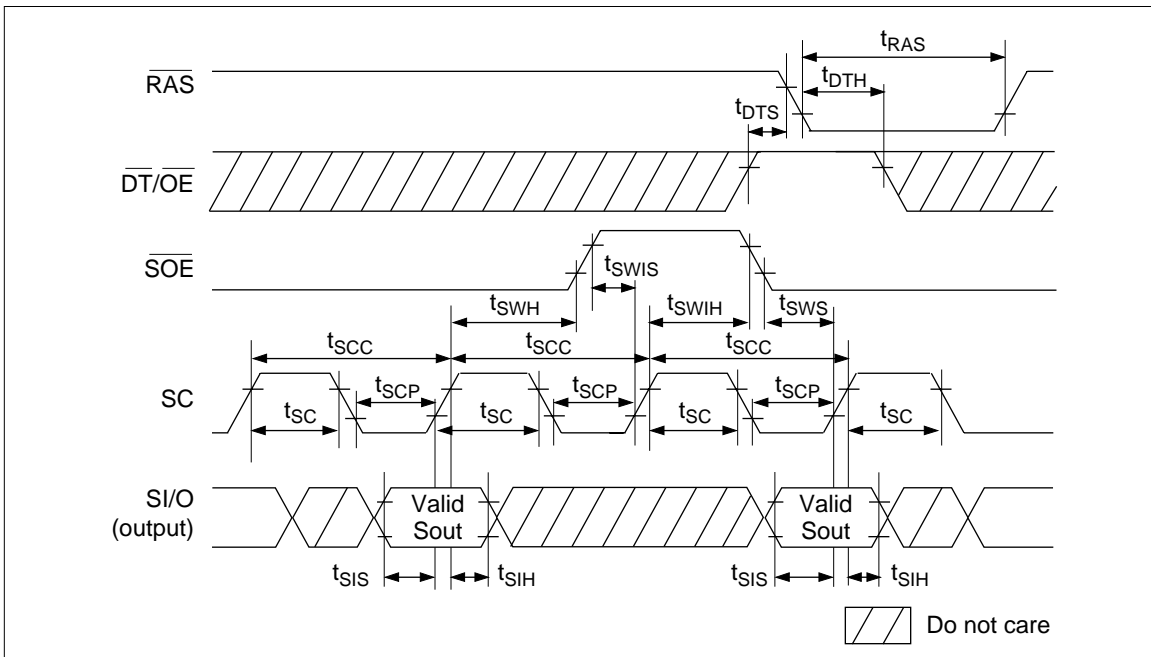 tRAS
RAS
tDTH
tDTS
DT/OE
SOE
tSWIS
tSWH
tSWIH
tSWS
tSCC
tSCC
tSCC
SC
tSCP
tSCP
tSCP
tSC
tSC
tSC
tSC
SI/O
(output)
Valid
Sout
Valid
Sout
tSIS
tSIH
tSIS
tSIH
Do not care